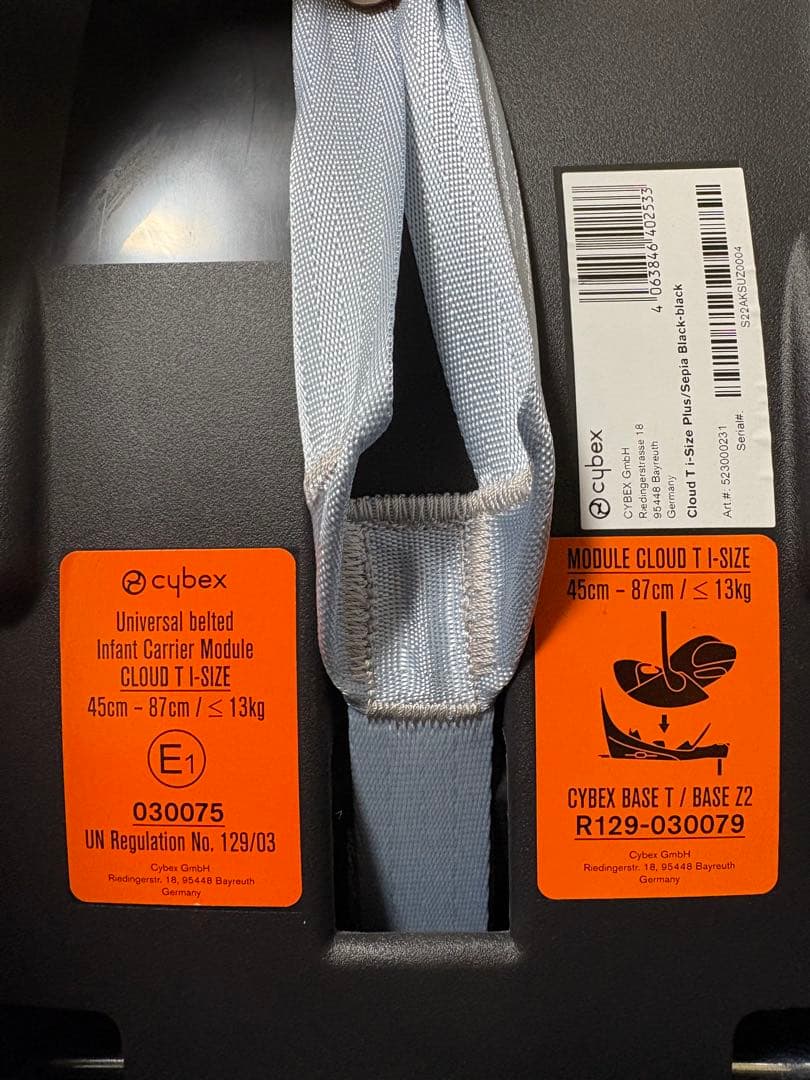 cybex
Universal belted
Infant Carrier Module
CLOUD T I-SIZE
45cm – 87cm / ≤ 13kg
E1
030075
UN Regulation No. 129/03
Cybex GmbH
Riedingerstr. 18, 95448 Bayreuth
Germany
4 063846 402533
cybex
CYBEX GmbH
Riedingerstrasse 18
95448 Bayreuth
Germany
Cloud T i-Size Plus/Sepia Black-black
Art.#: 523000231
Serial#:
S22AKSUZ0004
MODULE CLOUD T I-SIZE
45cm – 87cm / ≤ 13kg
CYBEX BASE T / BASE Z2
R129-030079
Cybex GmbH
Riedingerstr. 18, 95448 Bayreuth
Germany